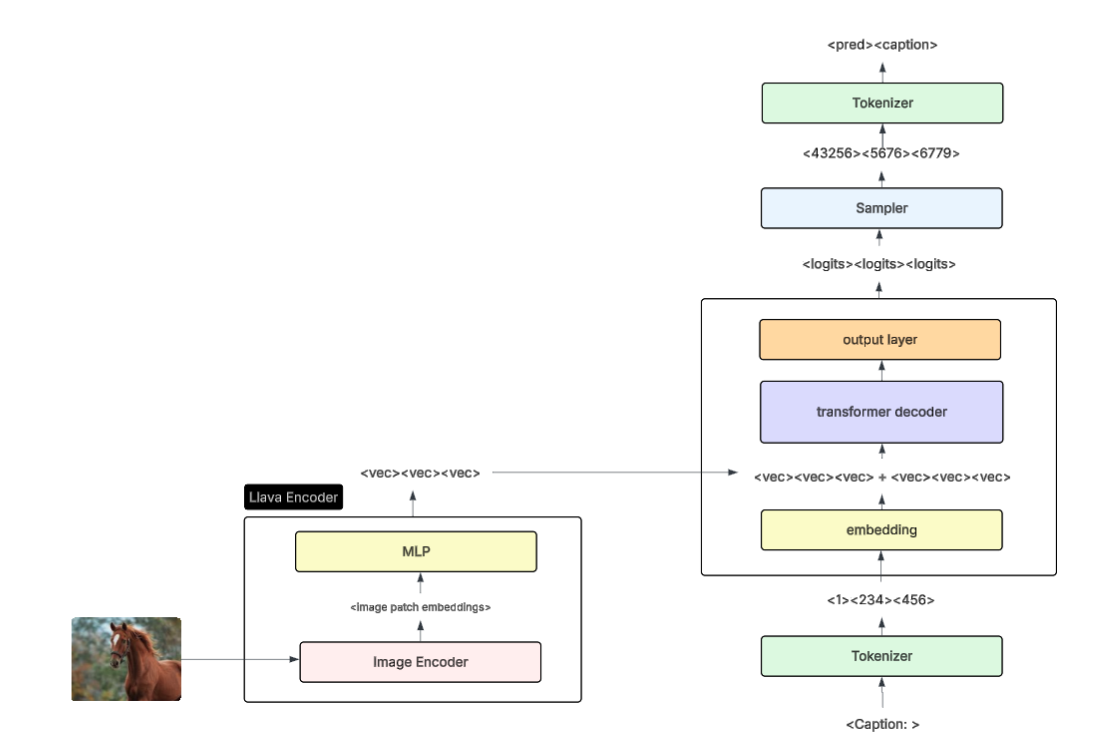 <pred><caption>
Tokenizer
<43256><5676><6779>
Sampler
<logits><logits><logits>
output layer
transformer decoder
<vec><vec><vec>
<vec><vec><vec> + <vec><vec><vec>
Llava Encoder
embedding
MLP
<1><234><456>
<image patch embeddings>
Image Encoder
Tokenizer
<Caption: >